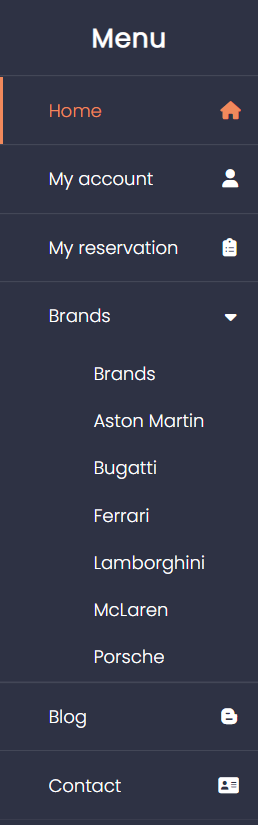 Menu
Home
My account
My reservation
Brands
Brands
Aston Martin
Bugatti
Ferrari
Lamborghini
McLaren
Porsche
Blog
Contact